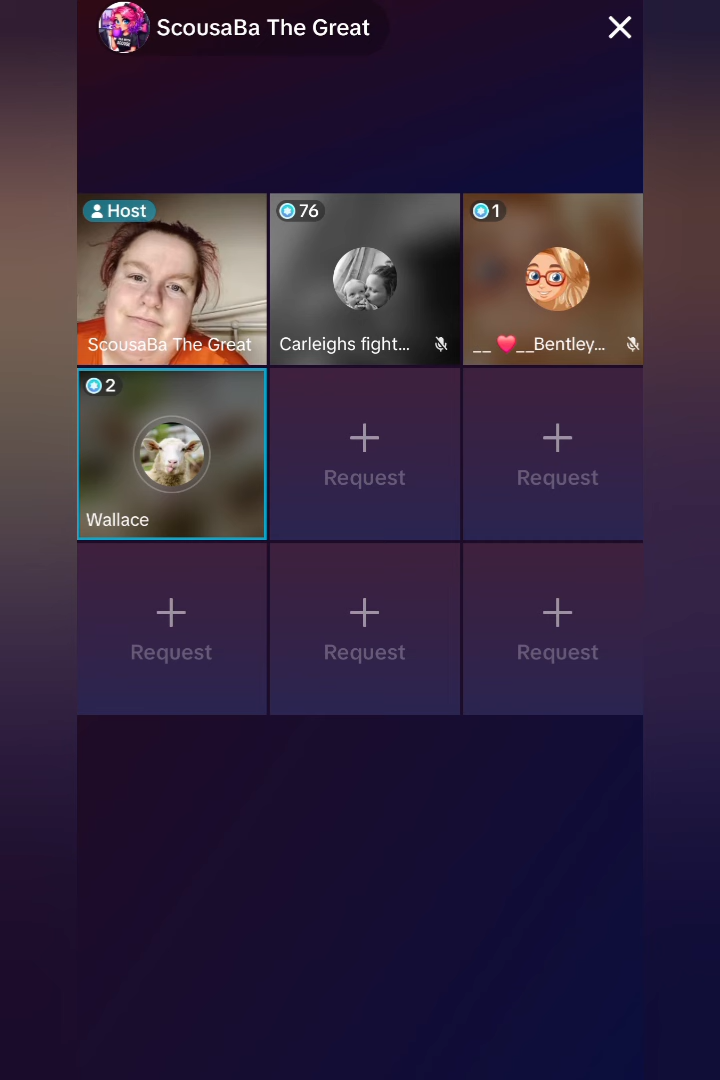 ScousaBa The Great
Host
76
1
ScousaBa The Great
Carleighs fight...
__ ❤️__Bentley...
2
Wallace
Request
Request
Request
Request
Request